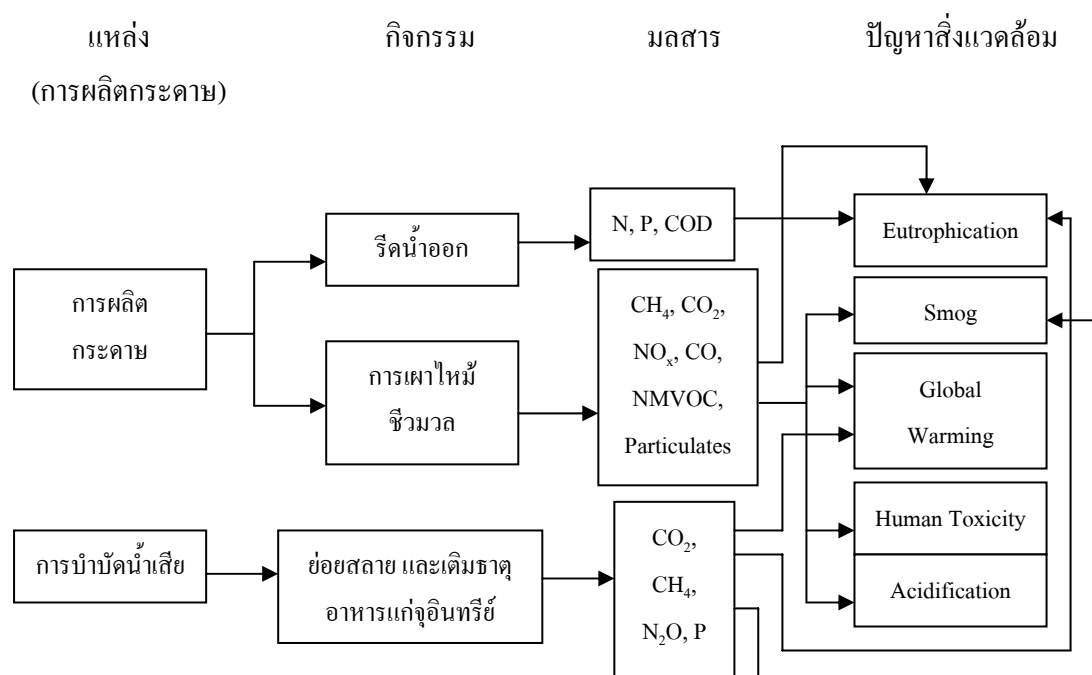 แหล่ง
(การผลิตกระดาษ)
กิจกรรม
มลสาร
ปัญหาสิ่งแวดล้อม
การผลิต
กระดาษ
รีดน้ำออก
N, P, COD
Eutrophication
การเผาไหม้
ชีวมวล
CH₄, CO₂,
NOₓ, CO,
NMVOC,
Particulates
Smog
Global
Warming
Human Toxicity
Acidification
การบำบัดน้ำเสีย
ย่อยสลาย และเติมธาตุ
อาหารแก่จุอินทรีย์
CO₂,
CH₄,
N₂O, P